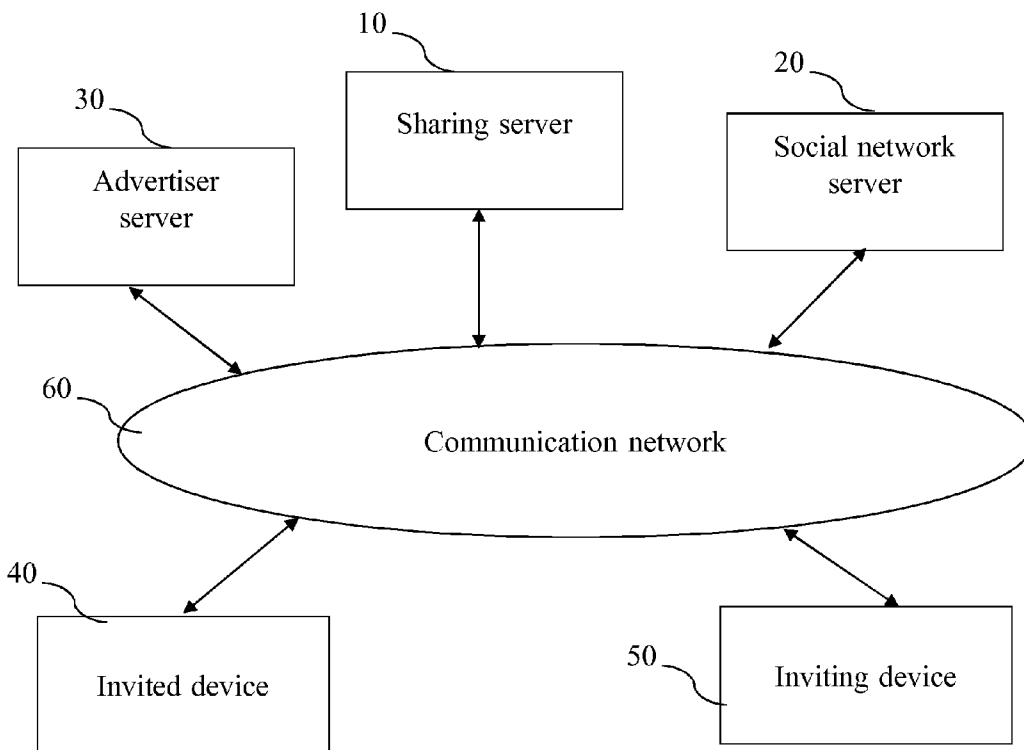 10
20
30
Sharing server
Social network
server
Advertiser
server
60
Communication network
40
50
Invited device
Inviting device